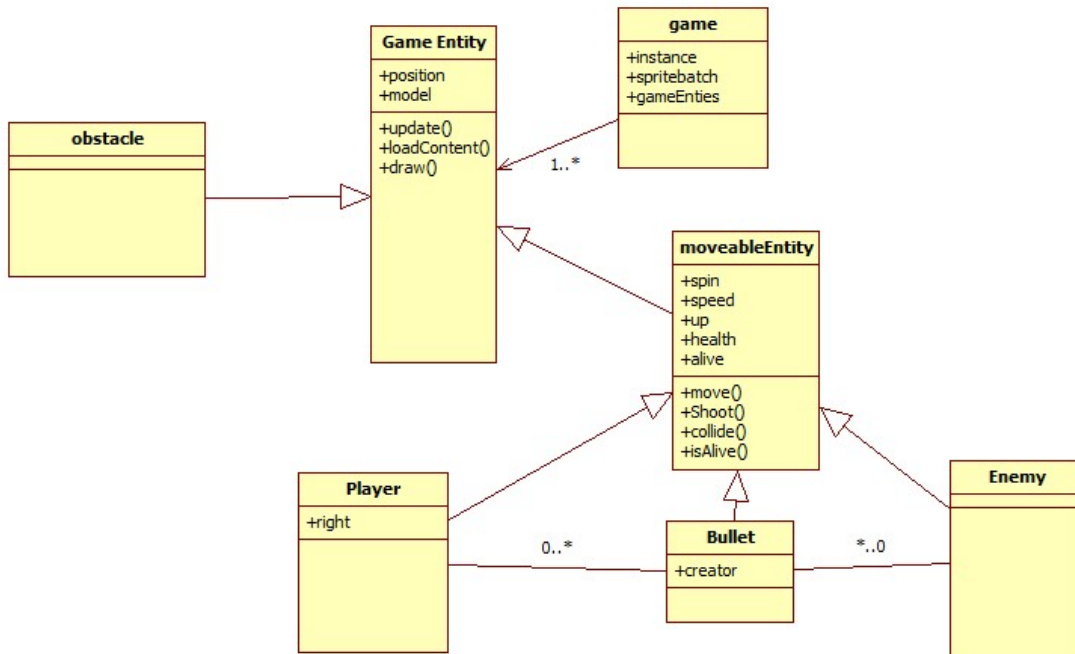 Game Entity
+position
+model
+update()
+loadContent()
+draw()
game
+instance
+spritebatch
+gameEnties
obstacle
1..*
moveableEntity
+spin
+speed
+up
+health
+alive
+move()
+Shoot()
+collide()
+isAlive()
Player
+right
0..*
Bullet
+creator
*..0
Enemy